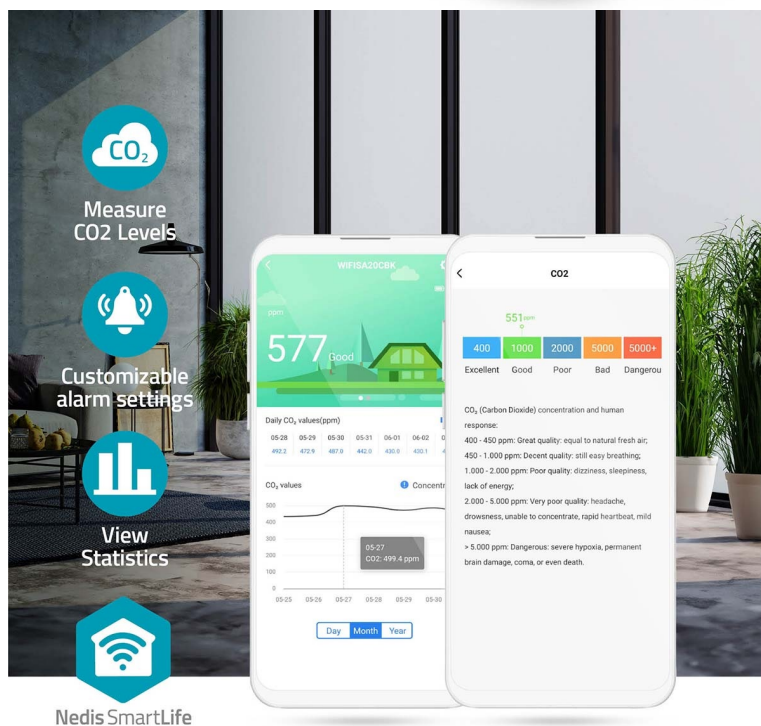 CO₂
Measure
CO2 Levels
Customizable
alarm settings
View
Statistics
Nedis SmartLife
WIFISA20CBK
ppm
577 Good
Daily CO₂ values(ppm)
05-28 05-29 05-30 05-31 06-01 06-02
492.2 472.9 487.0 442.0 430.0 430.1
CO₂ values
Concentr
500
400
300
200
100
0
05-27
CO2: 499.4 ppm
05-25 05-26 05-27 05-28 05-29 05-30
Day Month Year
CO2
551 ppm
400 1000 2000 5000 5000+
Excellent Good Poor Bad Dangerou
CO₂ (Carbon Dioxide) concentration and human
response:
400 - 450 ppm: Great quality: equal to natural fresh air;
450 - 1.000 ppm: Decent quality: still easy breathing;
1.000 - 2.000 ppm: Poor quality: dizziness, sleepiness,
lack of energy;
2.000 - 5.000 ppm: Very poor quality: headache,
drowsness, unable to concentrate, rapid heartbeat, mild
nausea;
> 5.000 ppm: Dangerous: severe hypoxia, permanent
brain damage, coma, or even death.